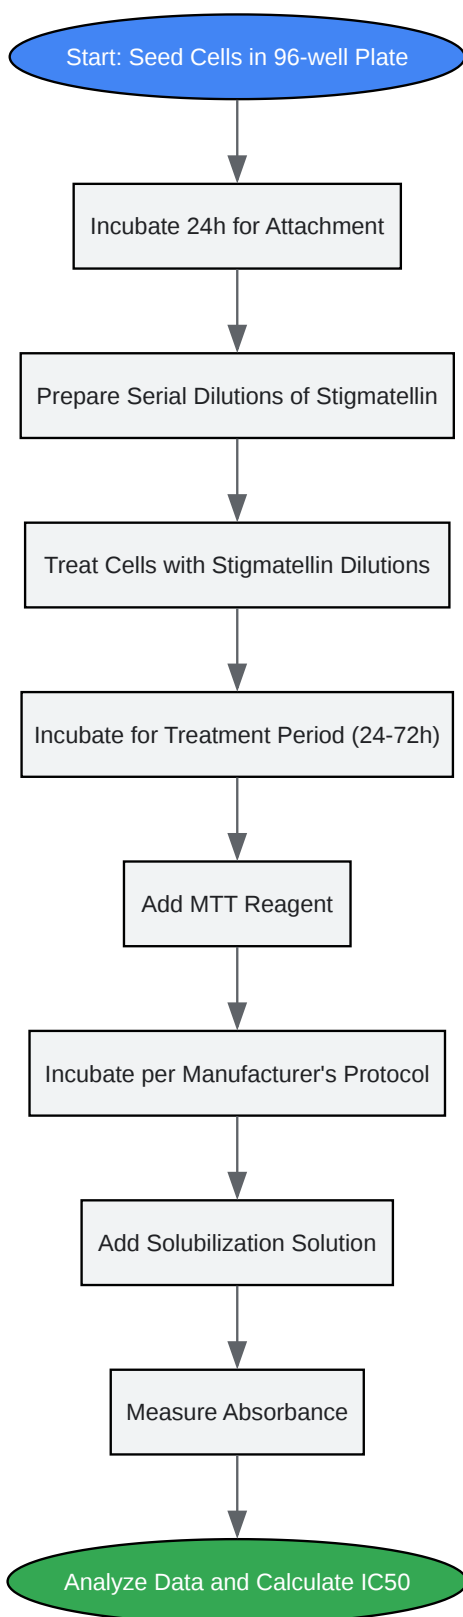 Start: Seed Cells in 96-well Plate
Incubate 24h for Attachment
Prepare Serial Dilutions of Stigmatellin
Treat Cells with Stigmatellin Dilutions
Incubate for Treatment Period (24-72h)
Add MTT Reagent
Incubate per Manufacturer's Protocol
Add Solubilization Solution
Measure Absorbance
Analyze Data and Calculate IC50